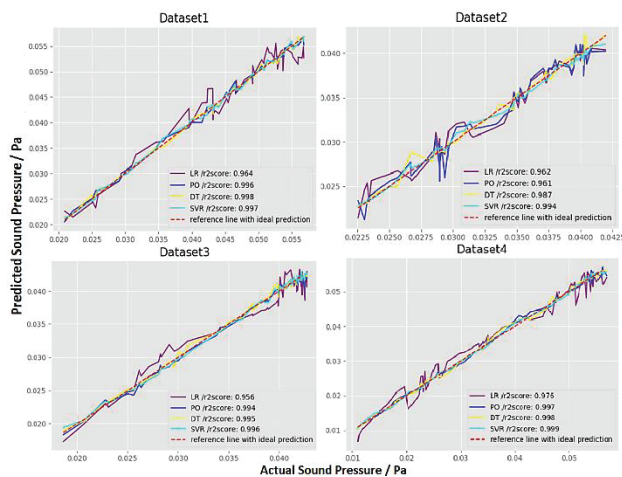 Dataset1
Dataset2
0.055
0.050
0.045
0.040
0.035
0.030
0.025
0.020
LR /r2score: 0.964
PO /r2score: 0.996
DT /r2score: 0.998
SVR /r2score: 0.997
reference line with ideal prediction
0.020 0.025 0.030 0.035 0.040 0.045 0.050 0.055
0.040
0.035
0.030
0.025
LR /r2score: 0.962
PO /r2score: 0.961
DT /r2score: 0.987
SVR /r2score: 0.994
reference line with ideal prediction
0.0225 0.0250 0.0275 0.0300 0.0325 0.0350 0.0375 0.0400 0.0425
Predicted Sound Pressure / Pa
Dataset3
Dataset4
0.040
0.035
0.030
0.025
0.020
LR /r2score: 0.956
PO /r2score: 0.994
DT /r2score: 0.995
SVR /r2score: 0.996
reference line with ideal prediction
0.020 0.025 0.030 0.035 0.040
0.05
0.04
0.03
0.02
0.01
LR /r2score: 0.976
PO /r2score: 0.997
DT /r2score: 0.998
SVR /r2score: 0.999
reference line with ideal prediction
0.01 0.02 0.03 0.04 0.05
Actual Sound Pressure / Pa